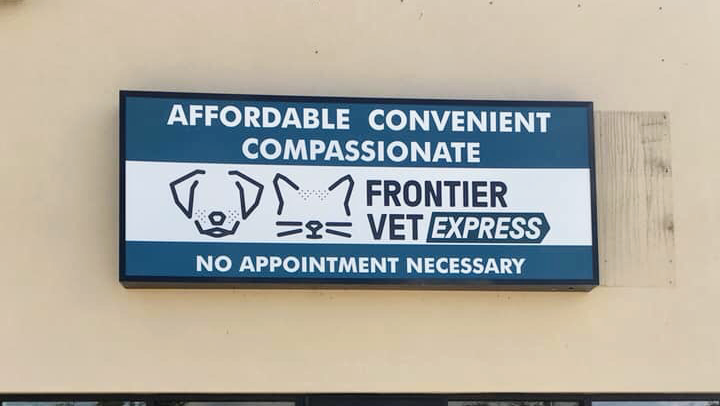 AFFORDABLE CONVENIENT
COMPASSIONATE
FRONTIER
VET EXPRESS
NO APPOINTMENT NECESSARY